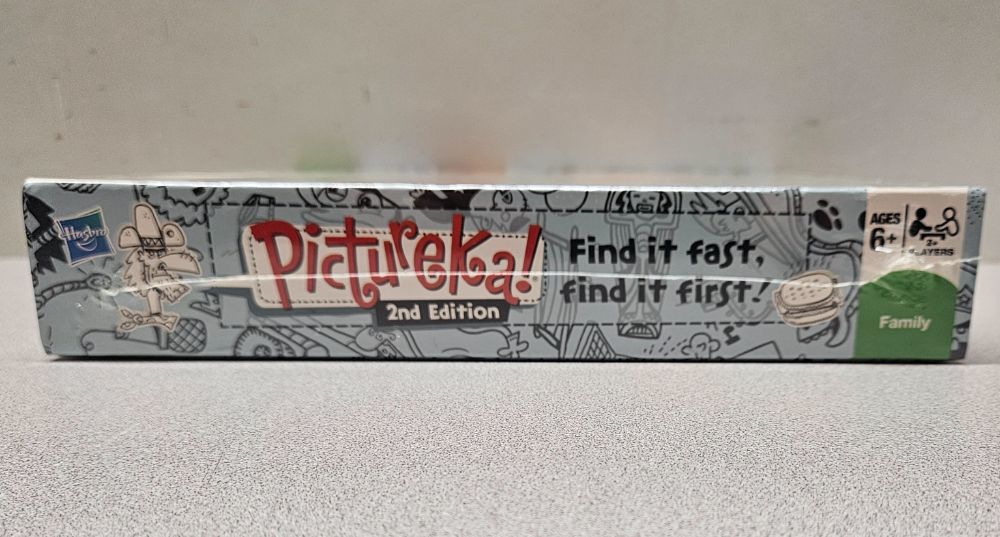 Hasbro
Pictureka!
2nd Edition
Find it fast,
find it first!
AGES
6+
2+
PLAYERS
Family